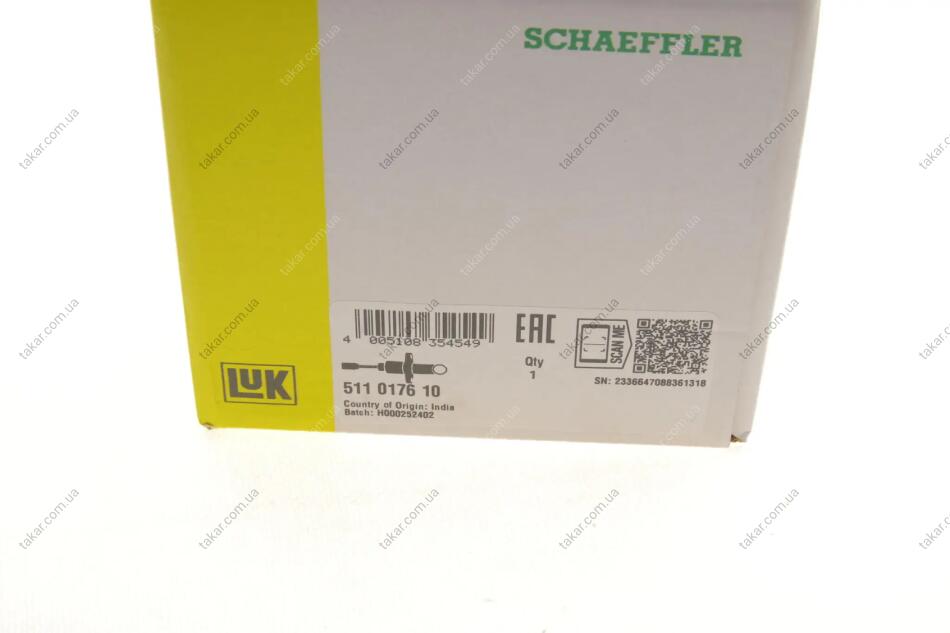 SCHAEFFLER
4 005108 354549
EAC
Qty
1
SCAN ME
SN: 2336647088361318
LUK
511 0176 10
Country of Origin: India
Batch: H000252402
takar.com.ua